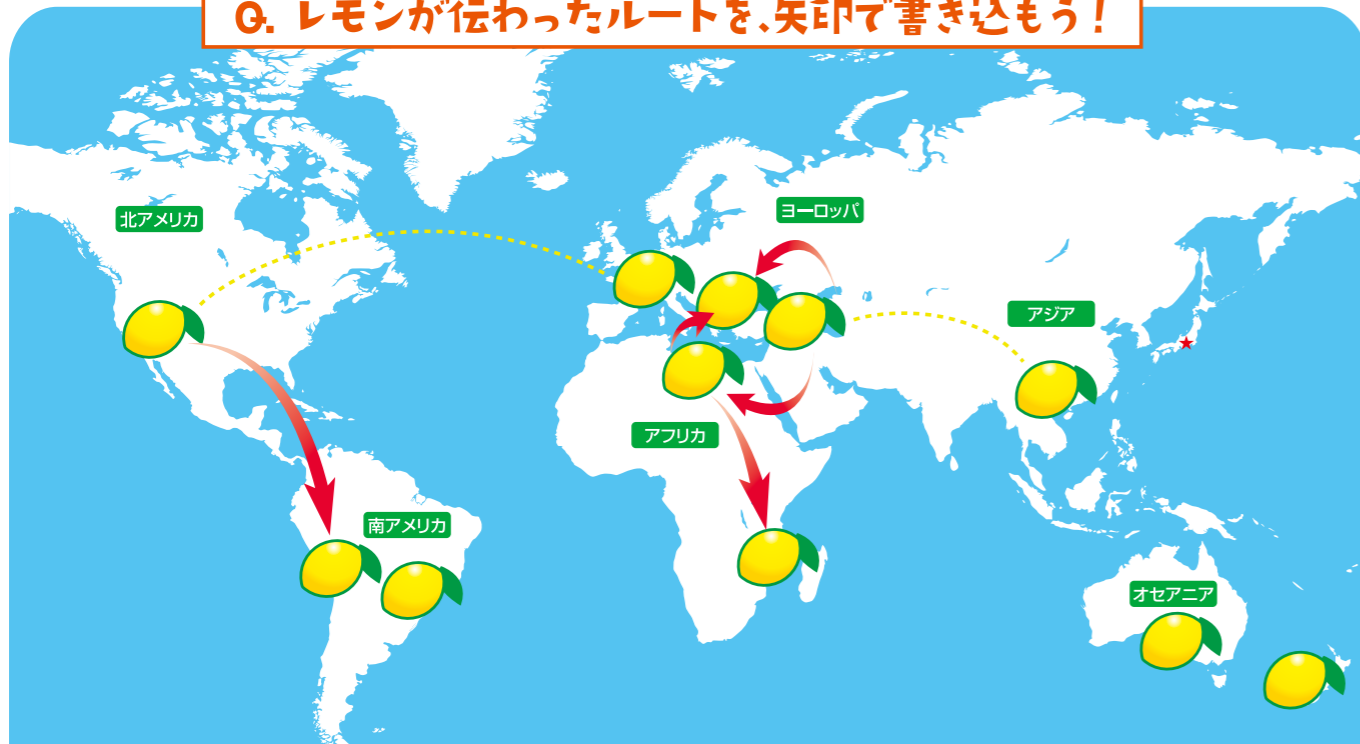 Q. レモンが伝わったルートを、矢印で書き込もう!
北アメリカ
ヨーロッパ
アジア
アフリカ
南アメリカ
オセアニア